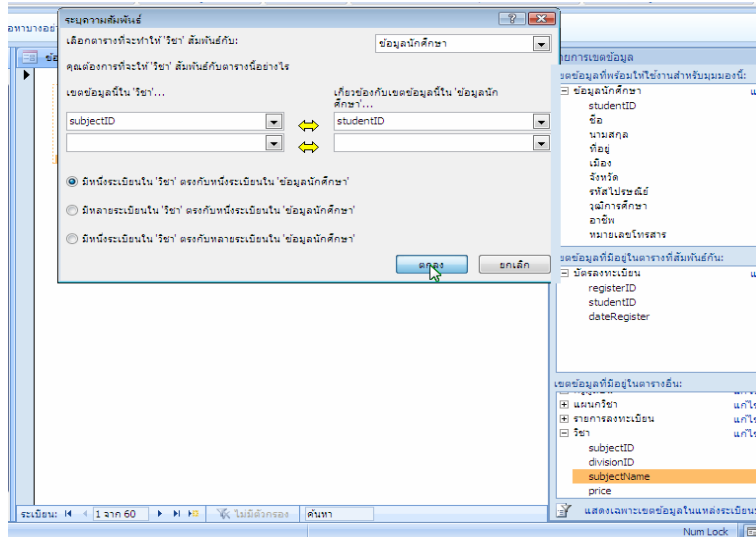 ระบุความสัมพันธ์
เลือกตารางที่จะทำให้ 'วิชา' สัมพันธ์กับ:
ข้อมูลนักศึกษา
คุณต้องการที่จะให้ 'วิชา' สัมพันธ์กับตารางนี้อย่างไร
เขตข้อมูลนี้ใน 'วิชา'...
เกี่ยวข้องกับเขตข้อมูลนี้ใน 'ข้อมูลนัก
ศึกษา'...
subjectID
studentID
มีหนึ่งระเบียนใน 'วิชา' ตรงกับหนึ่งระเบียนใน 'ข้อมูลนักศึกษา'
มีหลายระเบียนใน 'วิชา' ตรงกับหนึ่งระเบียนใน 'ข้อมูลนักศึกษา'
มีหนึ่งระเบียนใน 'วิชา' ตรงกับหลายระเบียนใน 'ข้อมูลนักศึกษา'
ตกลง
ยกเลิก
ายการเขตข้อมูล
ขตข้อมูลที่พร้อมให้ใช้งานสำหรับมุมมองนี้:
ข้อมูลนักศึกษา
studentID
ชื่อ
นามสกุล
ที่อยู่
เมือง
จังหวัด
รหัสไปรษณีย์
วุฒิการศึกษา
อาชีพ
หมายเลขโทรสาร
ขตข้อมูลที่มีอยู่ในตารางที่สัมพันธ์กัน:
บัตรลงทะเบียน
registerID
studentID
dateRegister
เขตข้อมูลที่มีอยู่ในตารางอื่น:
แผนกวิชา
แก้ไข
รายการลงทะเบียน
แก้ไข
วิชา
แก้ไข
subjectID
divisionID
subjectName
price
แสดงเฉพาะเขตข้อมูลในแหล่งระเบียน
ระเบียน:
1 จาก 60
ไม่มีตัวกรอง
ค้นหา
Num Lock